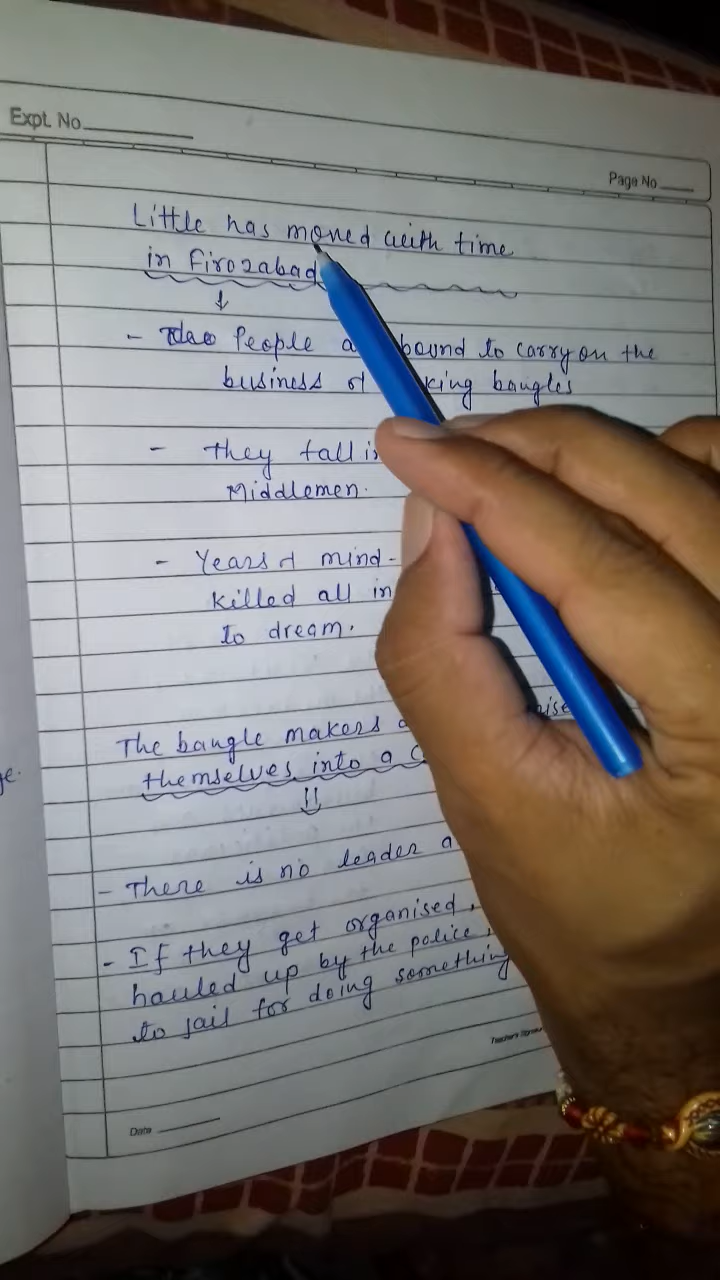 Expt. No.
Page No
Little has moved with time
in Firozabad
- People bound to carry on the
business of king bangles
- They fall
Middlemen.
- Years of mind-
killed all in
to dream.
The bangle makers
themselves into a
- There is no leader a
- If they get organised,
hauled up by the police,
to jail for doing something
Date